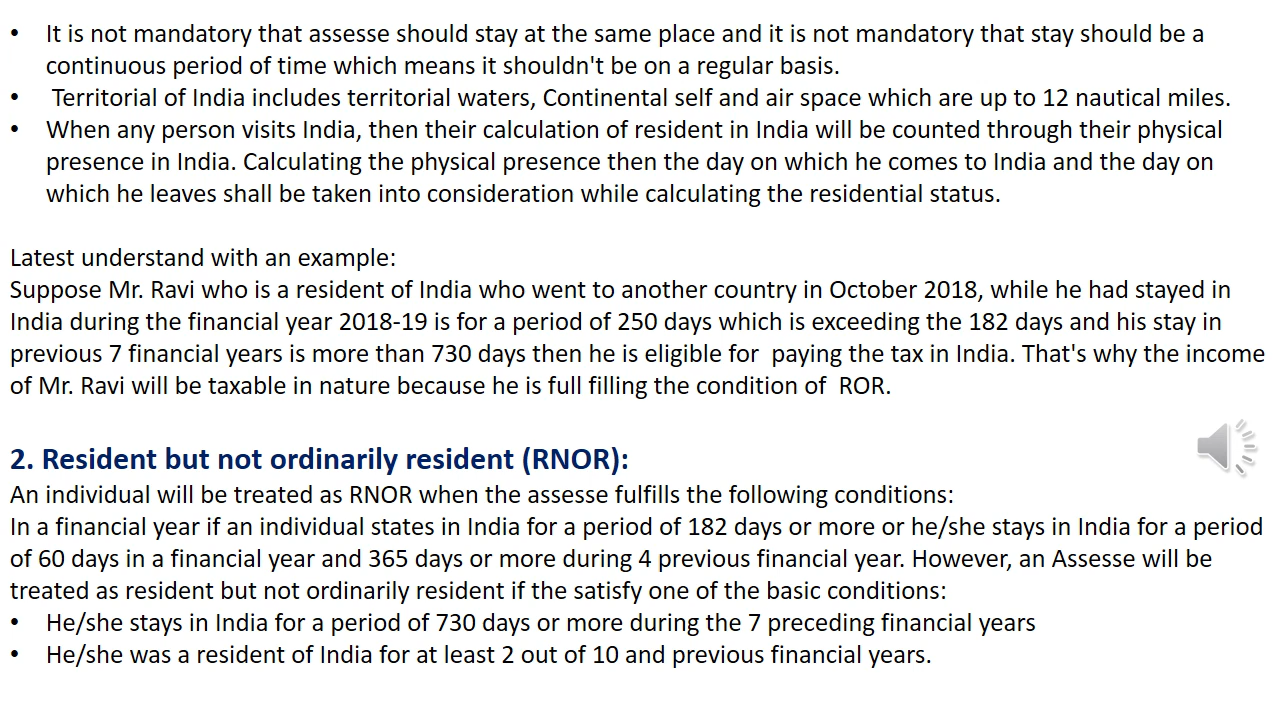 • It is not mandatory that assesse should stay at the same place and it is not mandatory that stay should be a
continuous period of time which means it shouldn't be on a regular basis.
• Territorial of India includes territorial waters, Continental self and air space which are up to 12 nautical miles.
• When any person visits India, then their calculation of resident in India will be counted through their physical
presence in India. Calculating the physical presence then the day on which he comes to India and the day on
which he leaves shall be taken into consideration while calculating the residential status.
Latest understand with an example:
Suppose Mr. Ravi who is a resident of India who went to another country in October 2018, while he had stayed in
India during the financial year 2018-19 is for a period of 250 days which is exceeding the 182 days and his stay in
previous 7 financial years is more than 730 days then he is eligible for  paying the tax in India. That's why the income
of Mr. Ravi will be taxable in nature because he is full filling the condition of  ROR.
2. Resident but not ordinarily resident (RNOR):
An individual will be treated as RNOR when the assesse fulfills the following conditions:
In a financial year if an individual states in India for a period of 182 days or more or he/she stays in India for a period
of 60 days in a financial year and 365 days or more during 4 previous financial year. However, an Assesse will be
treated as resident but not ordinarily resident if the satisfy one of the basic conditions:
• He/she stays in India for a period of 730 days or more during the 7 preceding financial years
• He/she was a resident of India for at least 2 out of 10 and previous financial years.